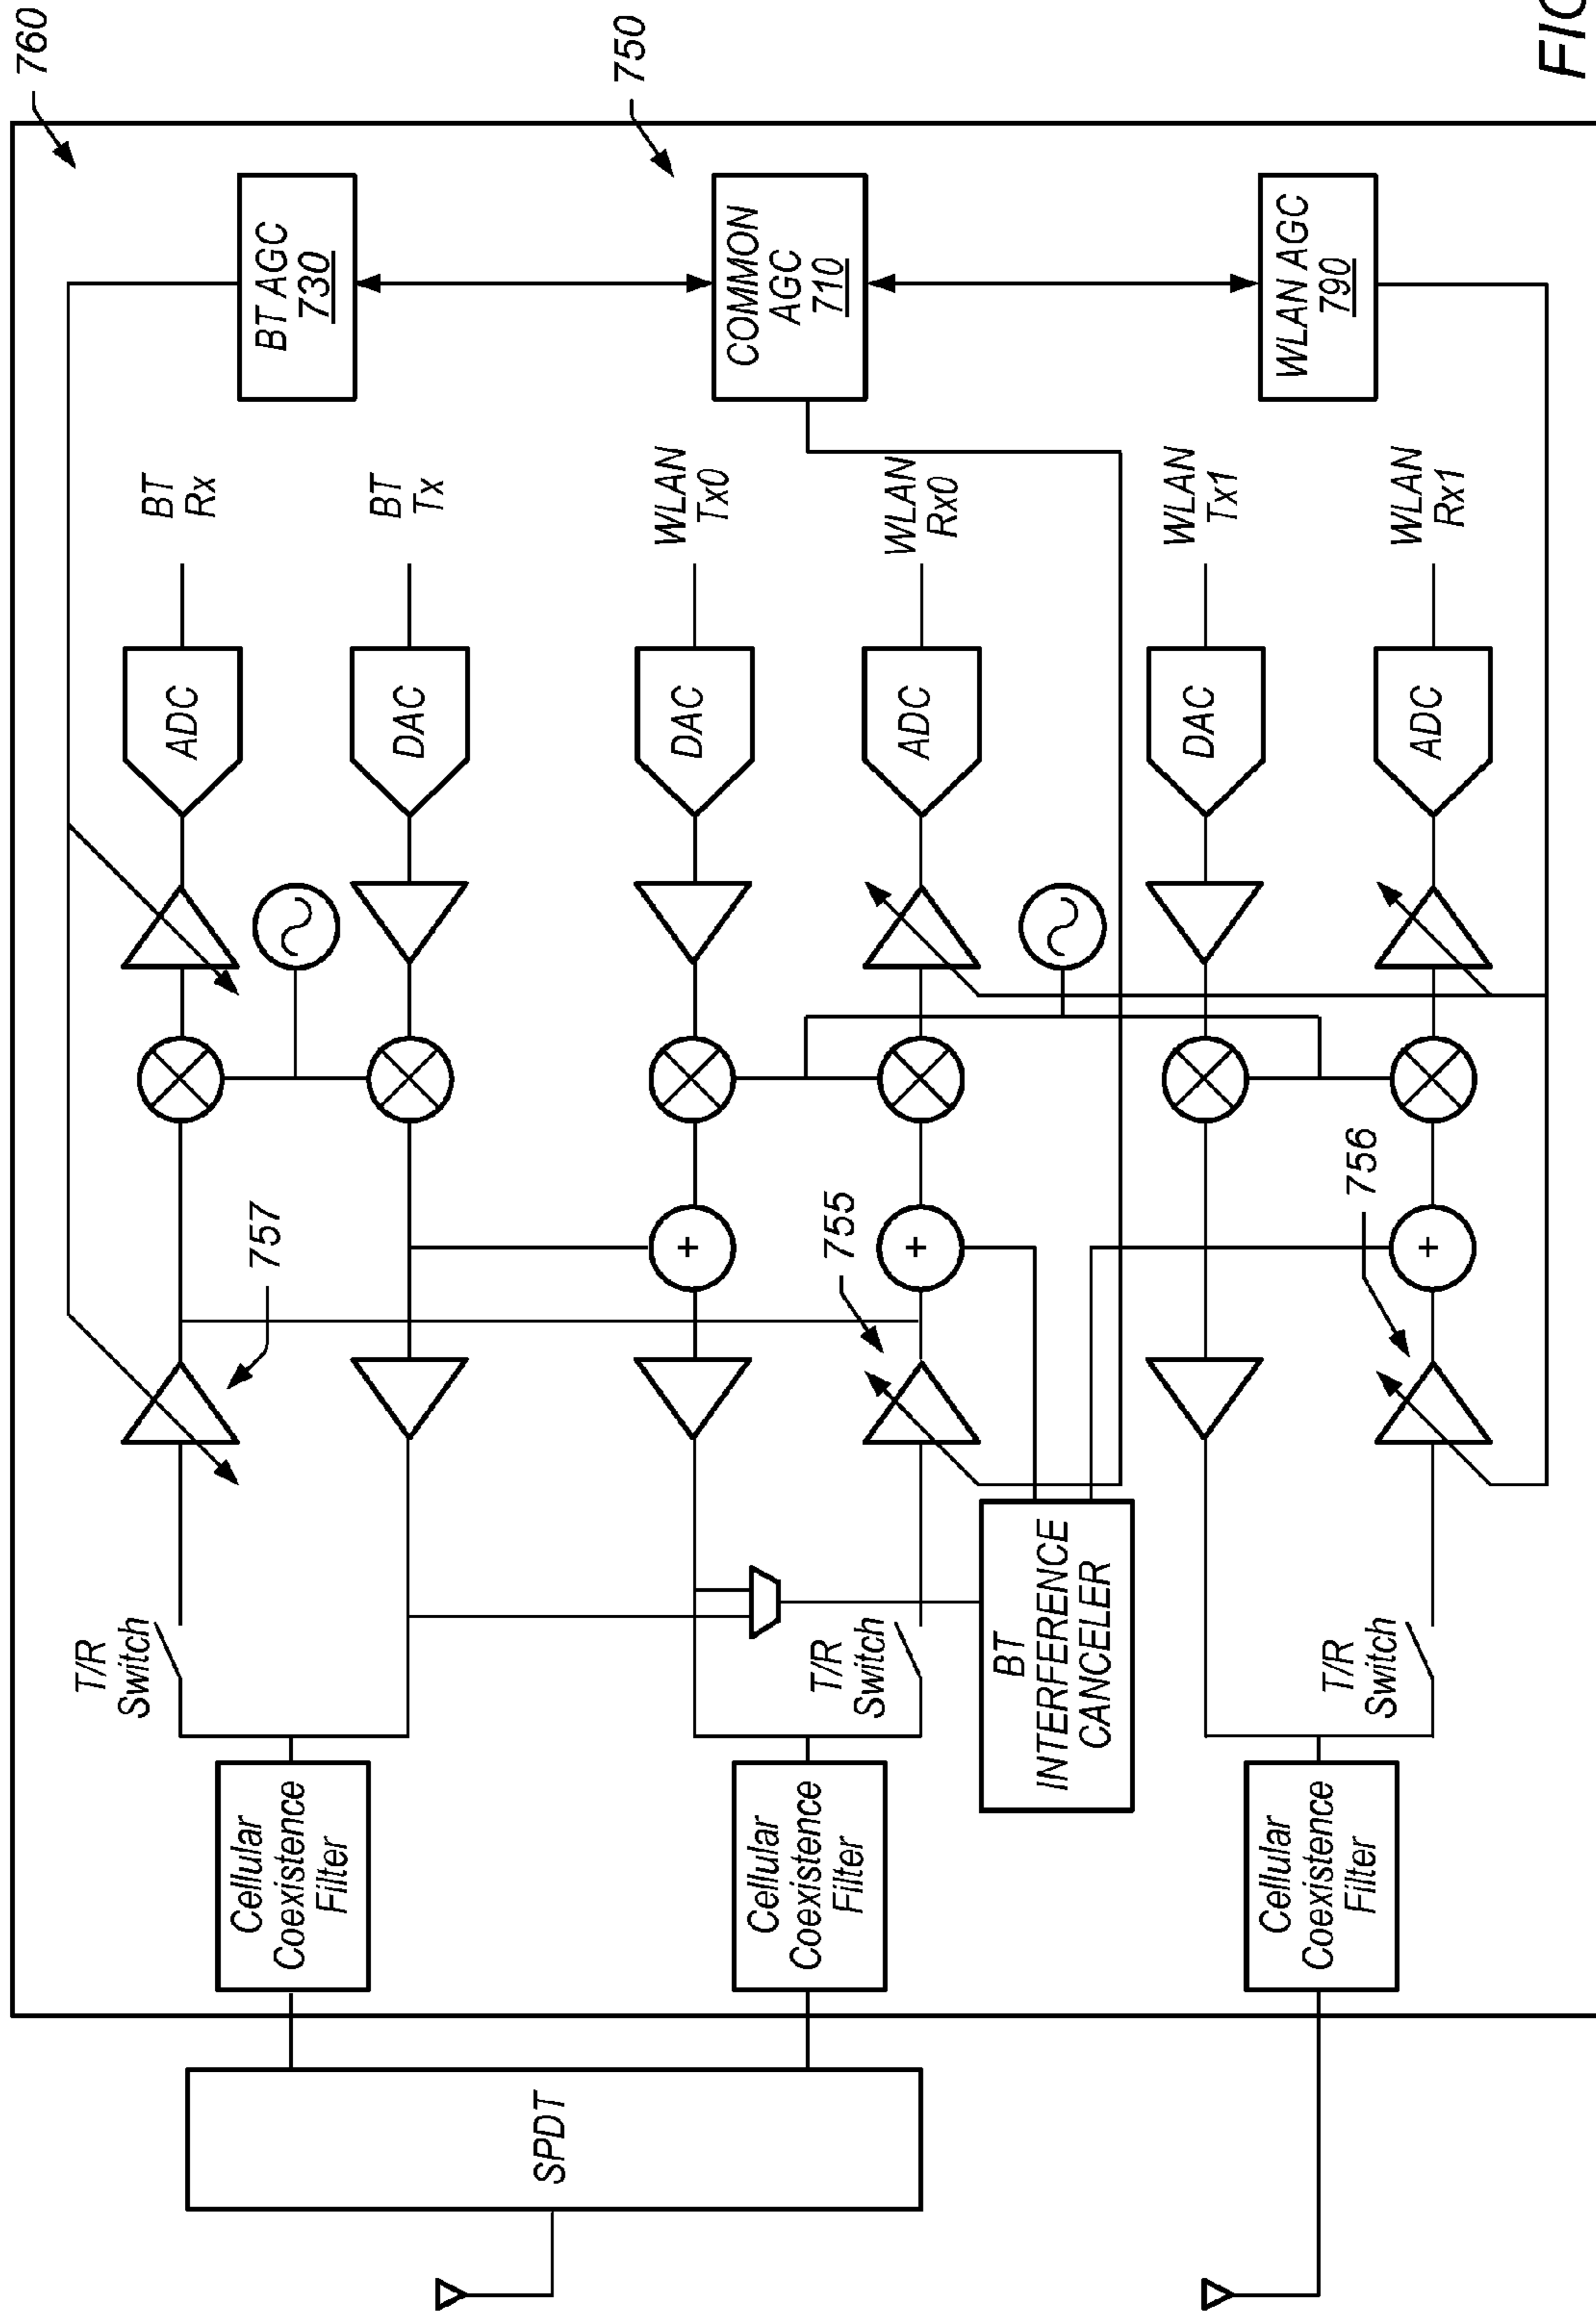 760
750
BT AGC
730
COMMON
AGC
710
WLAN AGC
790
BT
Rx
BT
Tx
WLAN
Tx0
WLAN
Rx0
WLAN
Tx1
WLAN
Rx1
ADC
DAC
DAC
ADC
DAC
ADC
757
+
755
+
756
+
T/R
Switch
T/R
Switch
T/R
Switch
BT
INTERFERENCE
CANCELER
Cellular
Coexistence
Filter
Cellular
Coexistence
Filter
Cellular
Coexistence
Filter
SPDT